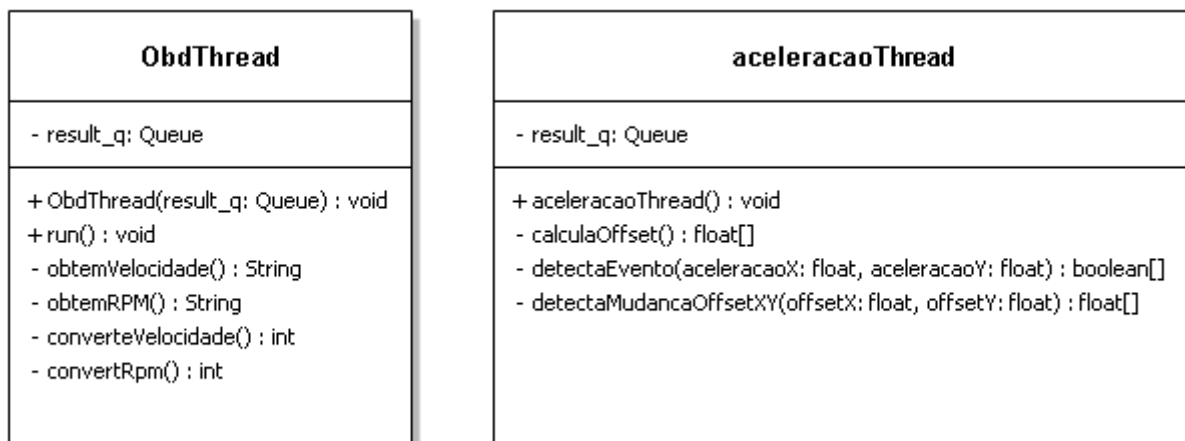 ObdThread
- result_q: Queue
+ ObdThread(result_q: Queue) : void
+ run() : void
- obtemVelocidade() : String
- obtemRPM() : String
- converteVelocidade() : int
- convertRpm() : int
aceleracaoThread
- result_q: Queue
+ aceleracaoThread() : void
- calculaOffset() : float[]
- detectaEvento(aceleracaoX: float, aceleracaoY: float) : boolean[]
- detectaMudancaOffsetXY(offsetX: float, offsetY: float) : float[]